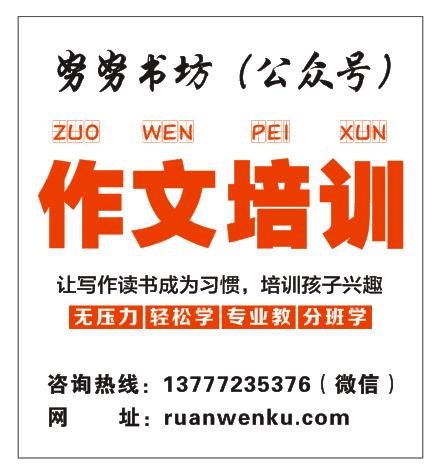 努努书坊（公众号）
ZUO WEN PEI XUN
作文培训
让写作读书成为习惯，培训孩子兴趣
无压力 轻松学 专业教 分班学
咨询热线：13777235376（微信）
网 址：ruanwenku.com